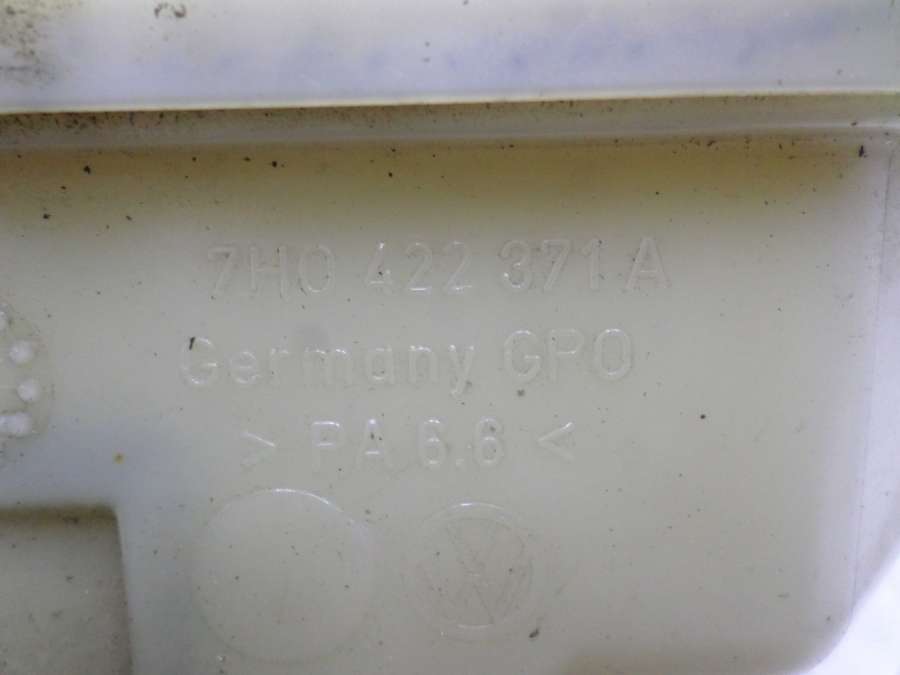 7H0 422 371 A
Germany GPO
> PA 6.6 <